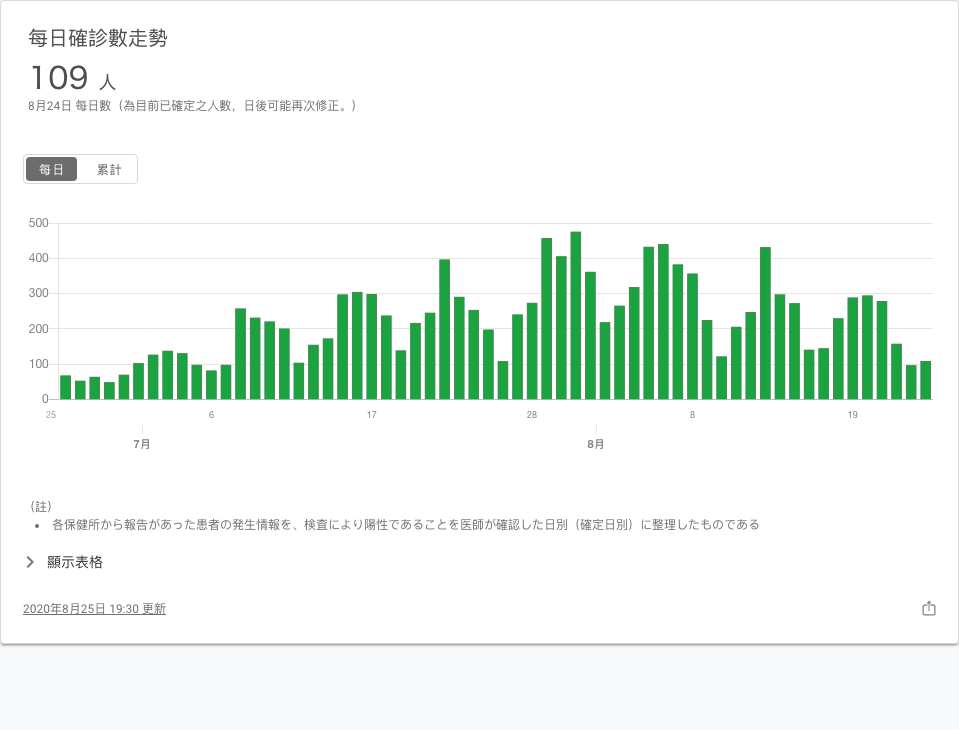 每日確診數走勢
109 人
8月24日 每日數（為目前已確定之人數，日後可能再次修正。）
每日 累計
500
400
300
200
100
0
25 6 17 28 8 19
7月 8月
（註）
• 各保健所から報告があった患者の発生情報を、検査により陽性であることを医師が確認した日別（確定日別）に整理したものである
顯示表格
2020年8月25日 19:30 更新